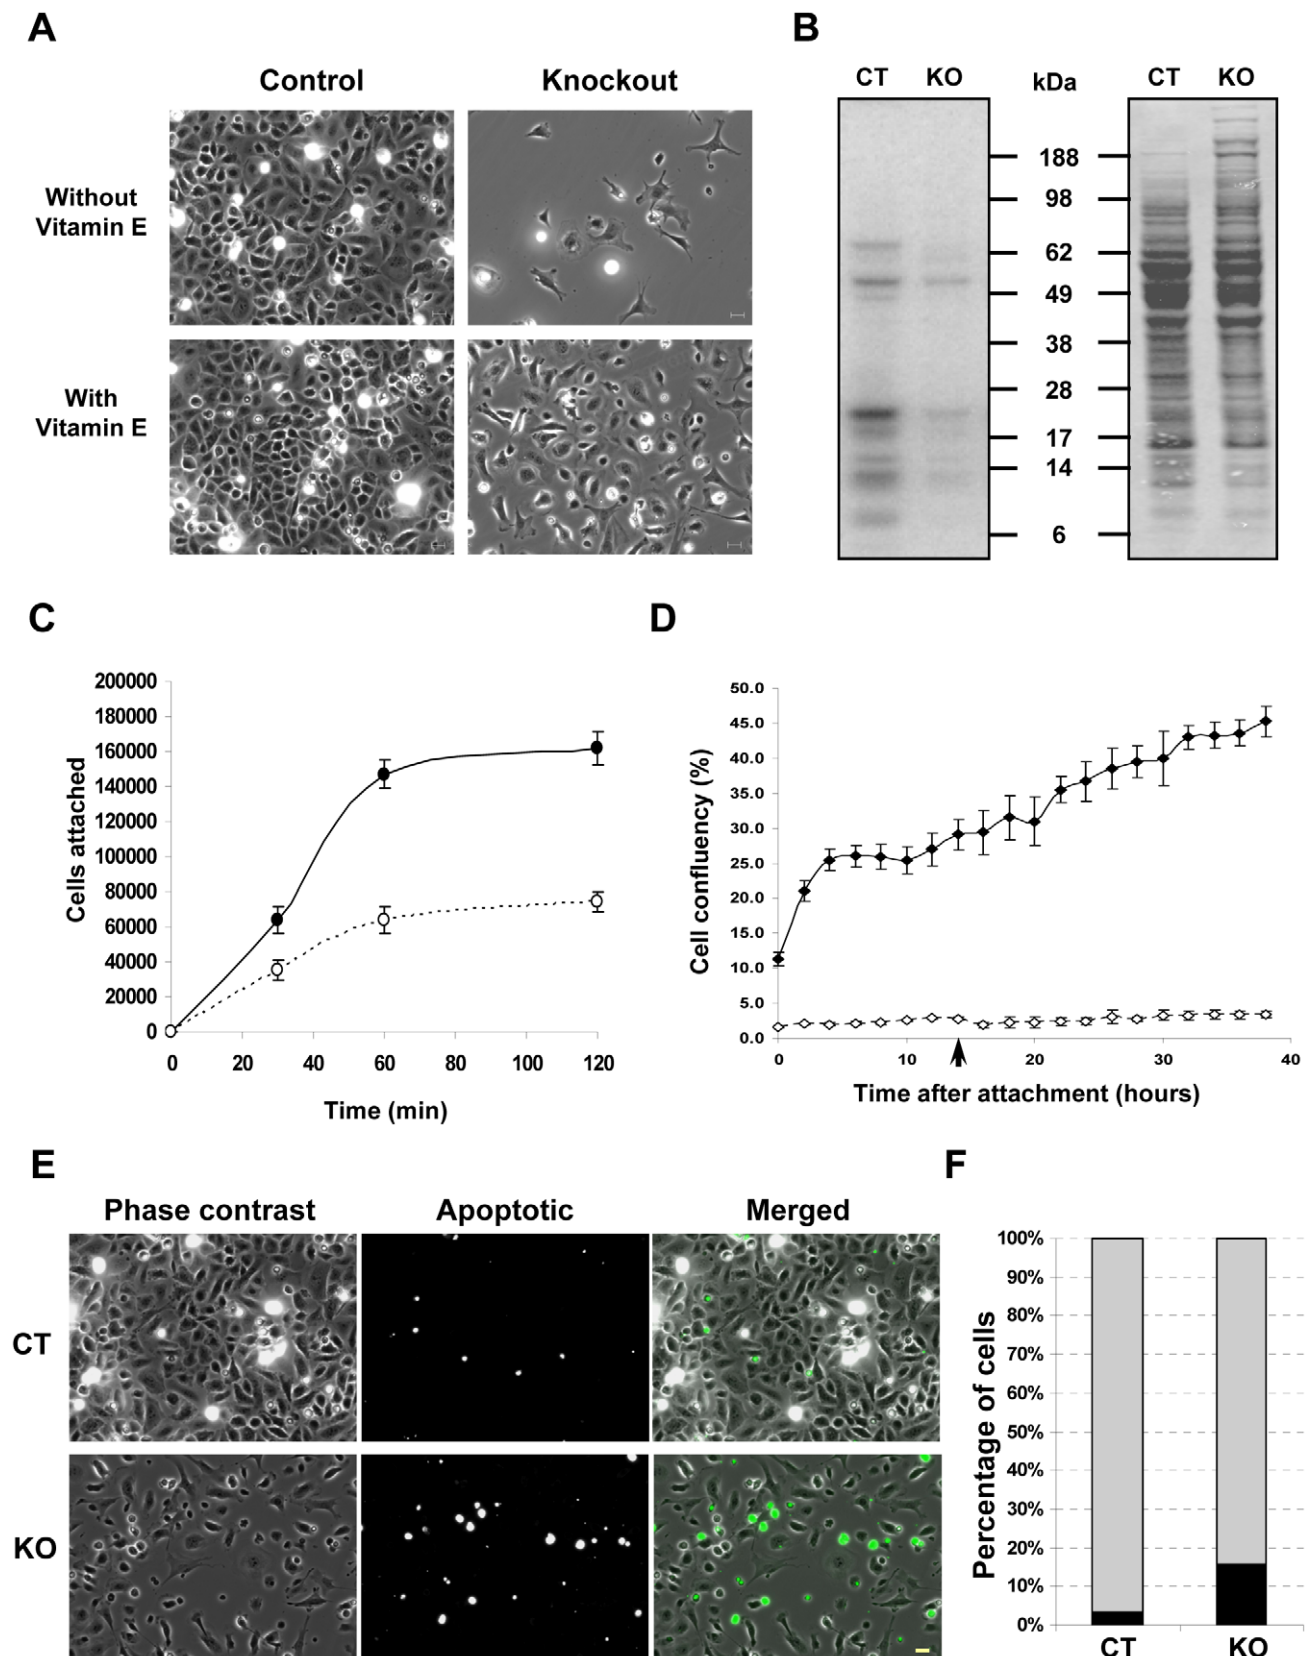 A
Control
Knockout
Without
Vitamin E
With
Vitamin E
B
CT
KO
kDa
CT
KO
188
98
62
49
38
28
17
14
6
C
200000
180000
160000
140000
120000
100000
80000
60000
40000
20000
0
Cells attached
0
20
40
60
80
100
120
Time (min)
D
50.0
45.0
40.0
35.0
30.0
25.0
20.0
15.0
10.0
5.0
0.0
Cell confluency (%)
0
10
20
30
40
Time after attachment (hours)
E
Phase contrast
Apoptotic
Merged
CT
KO
F
100%
90%
80%
70%
60%
50%
40%
30%
20%
10%
0%
Percentage of cells
CT
KO